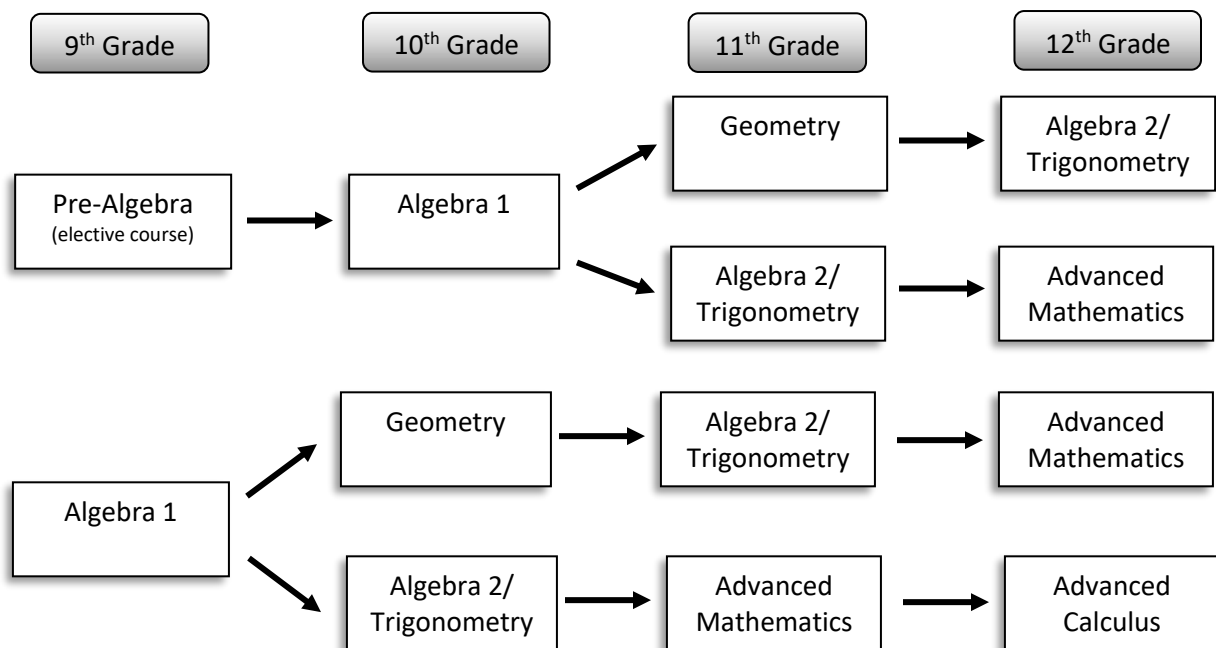 9th Grade
10th Grade
11th Grade
12th Grade
Geometry
Algebra 2/
Trigonometry
Pre-Algebra
(elective course)
Algebra 1
Algebra 2/
Trigonometry
Advanced
Mathematics
Geometry
Algebra 2/
Trigonometry
Advanced
Mathematics
Algebra 1
Algebra 2/
Trigonometry
Advanced
Mathematics
Advanced
Calculus